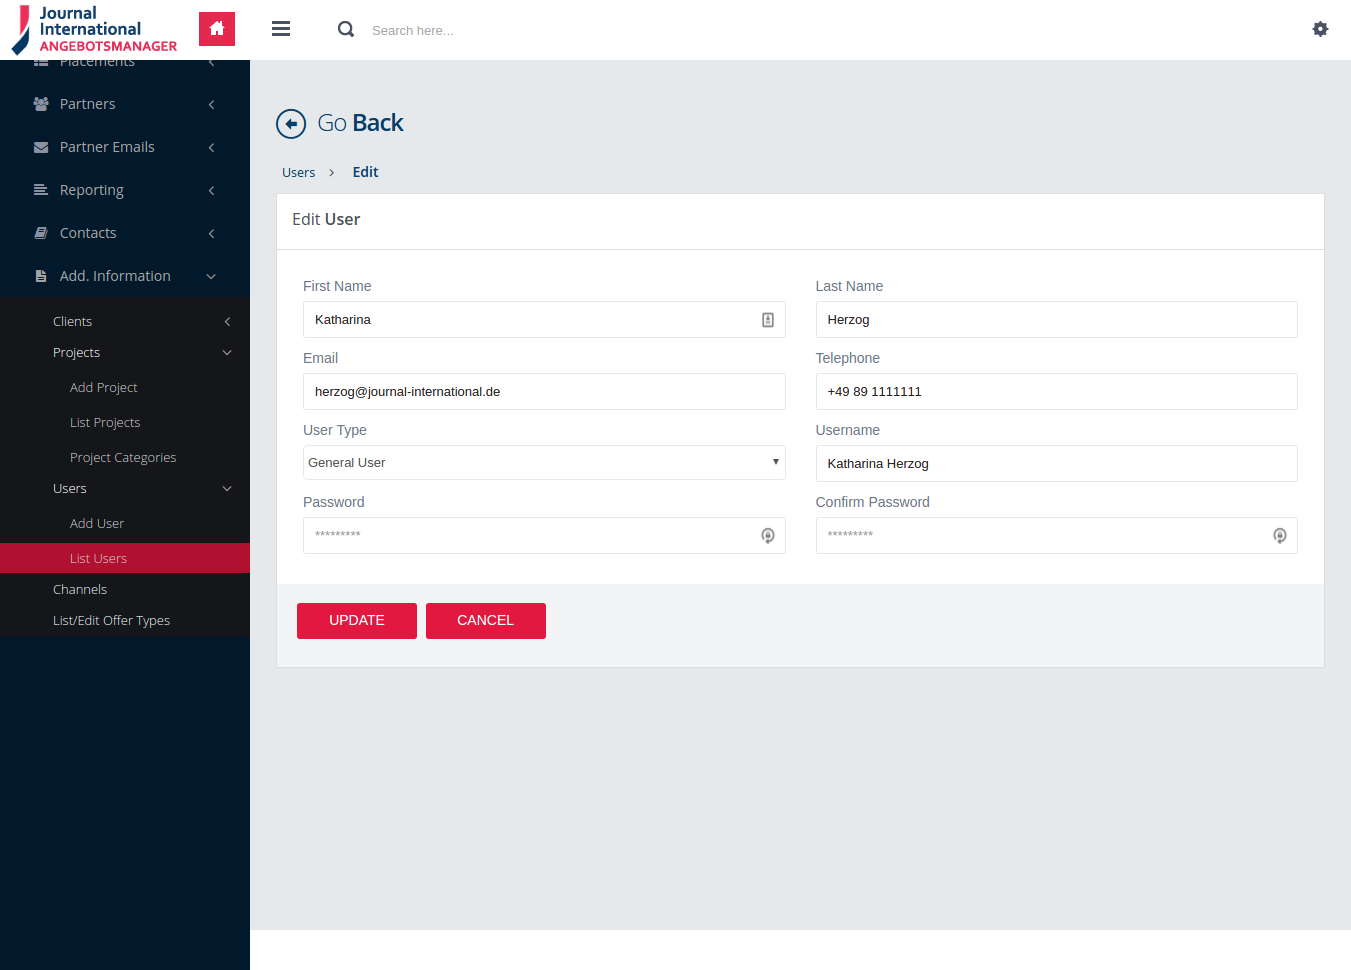 Journal
International
ANGEBOTSMANAGER
Search here...
Placements
Partners
Partner Emails
Reporting
Contacts
Add. Information
Clients
Projects
Add Project
List Projects
Project Categories
Users
Add User
List Users
Channels
List/Edit Offer Types
Go Back
Users > Edit
Edit User
First Name
Katharina
Last Name
Herzog
Email
herzog@journal-international.de
Telephone
+49 89 1111111
User Type
General User
Username
Katharina Herzog
Password
*********
Confirm Password
*********
UPDATE
CANCEL